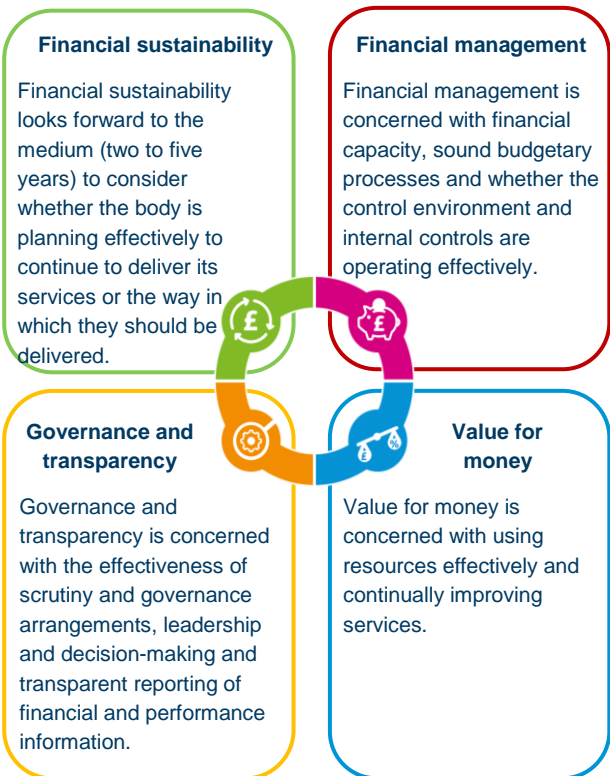 Financial sustainability
Financial sustainability
looks forward to the
medium (two to five
years) to consider
whether the body is
planning effectively to
continue to deliver its
services or the way in
which they should be
delivered.
Financial management
Financial management is
concerned with financial
capacity, sound budgetary
processes and whether the
control environment and
internal controls are
operating effectively.
£
£
£
%
Governance and
transparency
Governance and
transparency is concerned
with the effectiveness of
scrutiny and governance
arrangements, leadership
and decision-making and
transparent reporting of
financial and performance
information.
Value for
money
Value for money is
concerned with using
resources effectively and
continually improving
services.